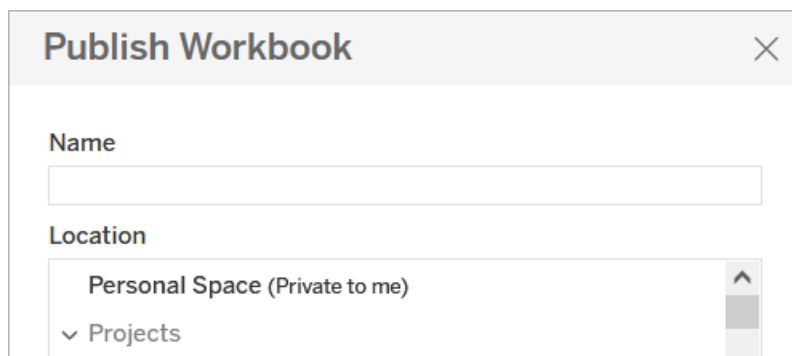 Publish Workbook
Name
Location
Personal Space (Private to me)
Projects